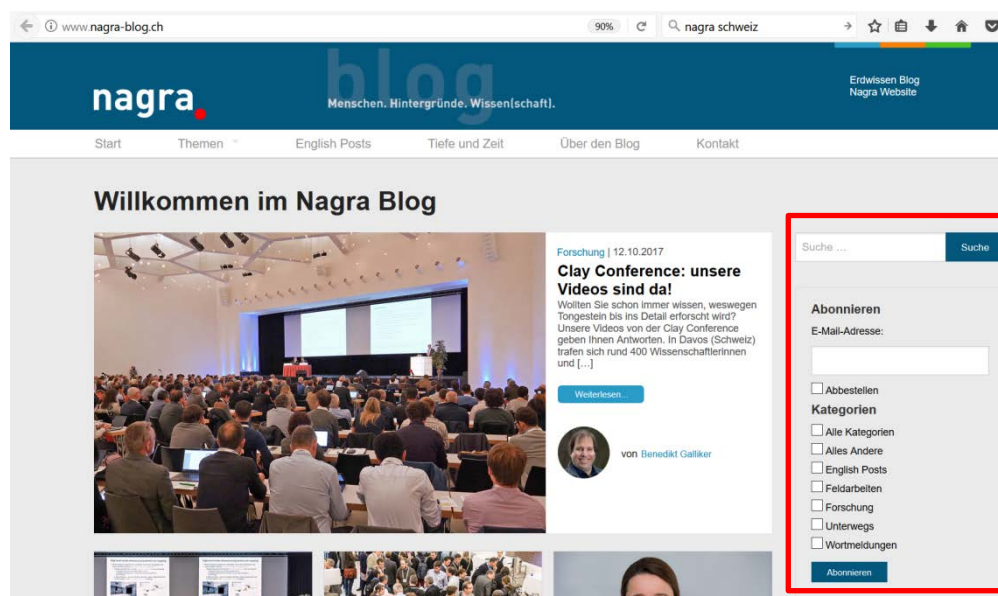 www.nagra-blog.ch
90%
nagra schweiz
nagra.
blog
Menschen. Hintergründe. Wissen(schaft).
Erdwissen Blog
Nagra Website
Start
Themen
English Posts
Tiefe und Zeit
Über den Blog
Kontakt
Willkommen im Nagra Blog
Forschung | 12.10.2017
Clay Conference: unsere
Videos sind da!
Wollten Sie schon immer wissen, weswegen
Tongestein bis ins Detail erforscht wird?
Unsere Videos von der Clay Conference
geben Ihnen Antworten. In Davos (Schweiz)
trafen sich rund 400 Wissenschaftlerinnen
und [...]
Weiterlesen...
von Benedikt Galliker
Suche ...
Suche
Abonnieren
E-Mail-Adresse:
Abbestellen
Kategorien
Alle Kategorien
Alles Andere
English Posts
Feldarbeiten
Forschung
Unterwegs
Wortmeldungen
Abonnieren